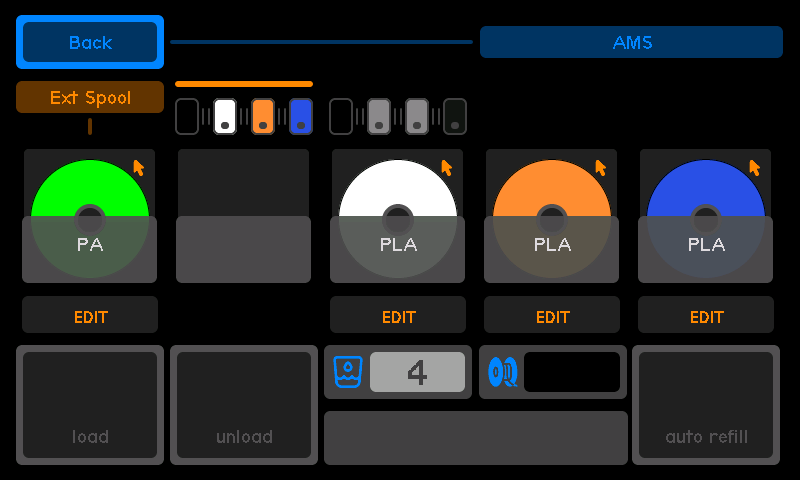 Back
AMS
Ext Spool
PA
PLA
PLA
PLA
EDIT
EDIT
EDIT
EDIT
4
load
unload
auto refill